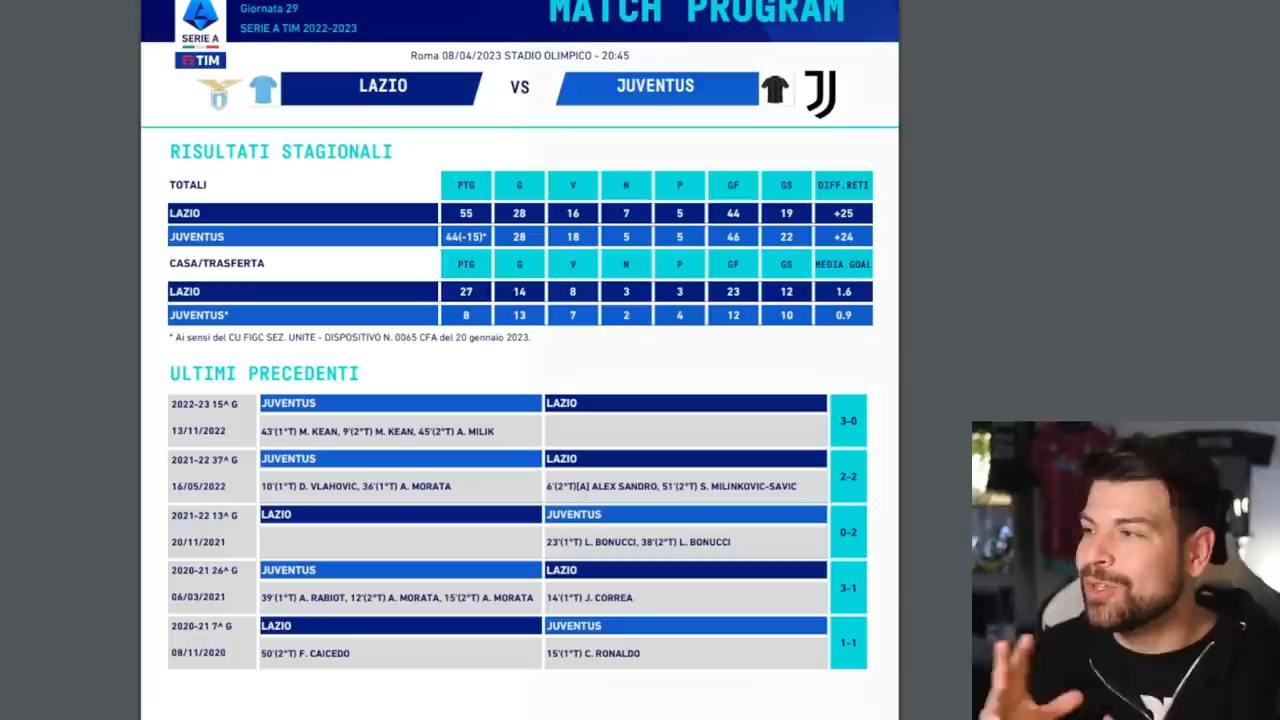 MATCH PROGRAM
Giornata 29
SERIE A TIM 2022-2023
SERIE A
TIM
Roma 08/04/2023 STADIO OLIMPICO - 20:45
LAZIO VS JUVENTUS
RISULTATI STAGIONALI
TOTALI PTG G V N P GF GS DIFF.RETI
LAZIO 55 28 16 7 5 44 19 +25
JUVENTUS 44(-15)* 28 18 5 5 46 22 +24
CASA/TRASFERTA PTG G V N P GF GS MEDIA GOAL
LAZIO 27 14 8 3 3 23 12 1.6
JUVENTUS* 8 13 7 2 4 12 10 0.9
* Ai sensi del CU FIGC SEZ. UNITE - DISPOSITIVO N. 0065 CFA del 20 gennaio 2023.
ULTIMI PRECEDENTI
2022-23 15^ G JUVENTUS LAZIO 3-0
13/11/2022 43'(1°T) M. KEAN, 9'(2°T) M. KEAN, 45'(2°T) A. MILIK
2021-22 37^ G JUVENTUS LAZIO 2-2
16/05/2022 10'(1°T) D. VLAHOVIC, 36'(1°T) A. MORATA 6'(2°T)[A] ALEX SANDRO, 51'(2°T) S. MILINKOVIC-SAVIC
2021-22 13^ G LAZIO JUVENTUS 0-2
20/11/2021 23'(1°T) L. BONUCCI, 38'(2°T) L. BONUCCI
2020-21 26^ G JUVENTUS LAZIO 3-1
06/03/2021 39'(1°T) A. RABIOT, 12'(2°T) A. MORATA, 15'(2°T) A. MORATA 14'(1°T) J. CORREA
2020-21 7^ G LAZIO JUVENTUS 1-1
08/11/2020 50'(2°T) F. CAICEDO 15'(1°T) C. RONALDO